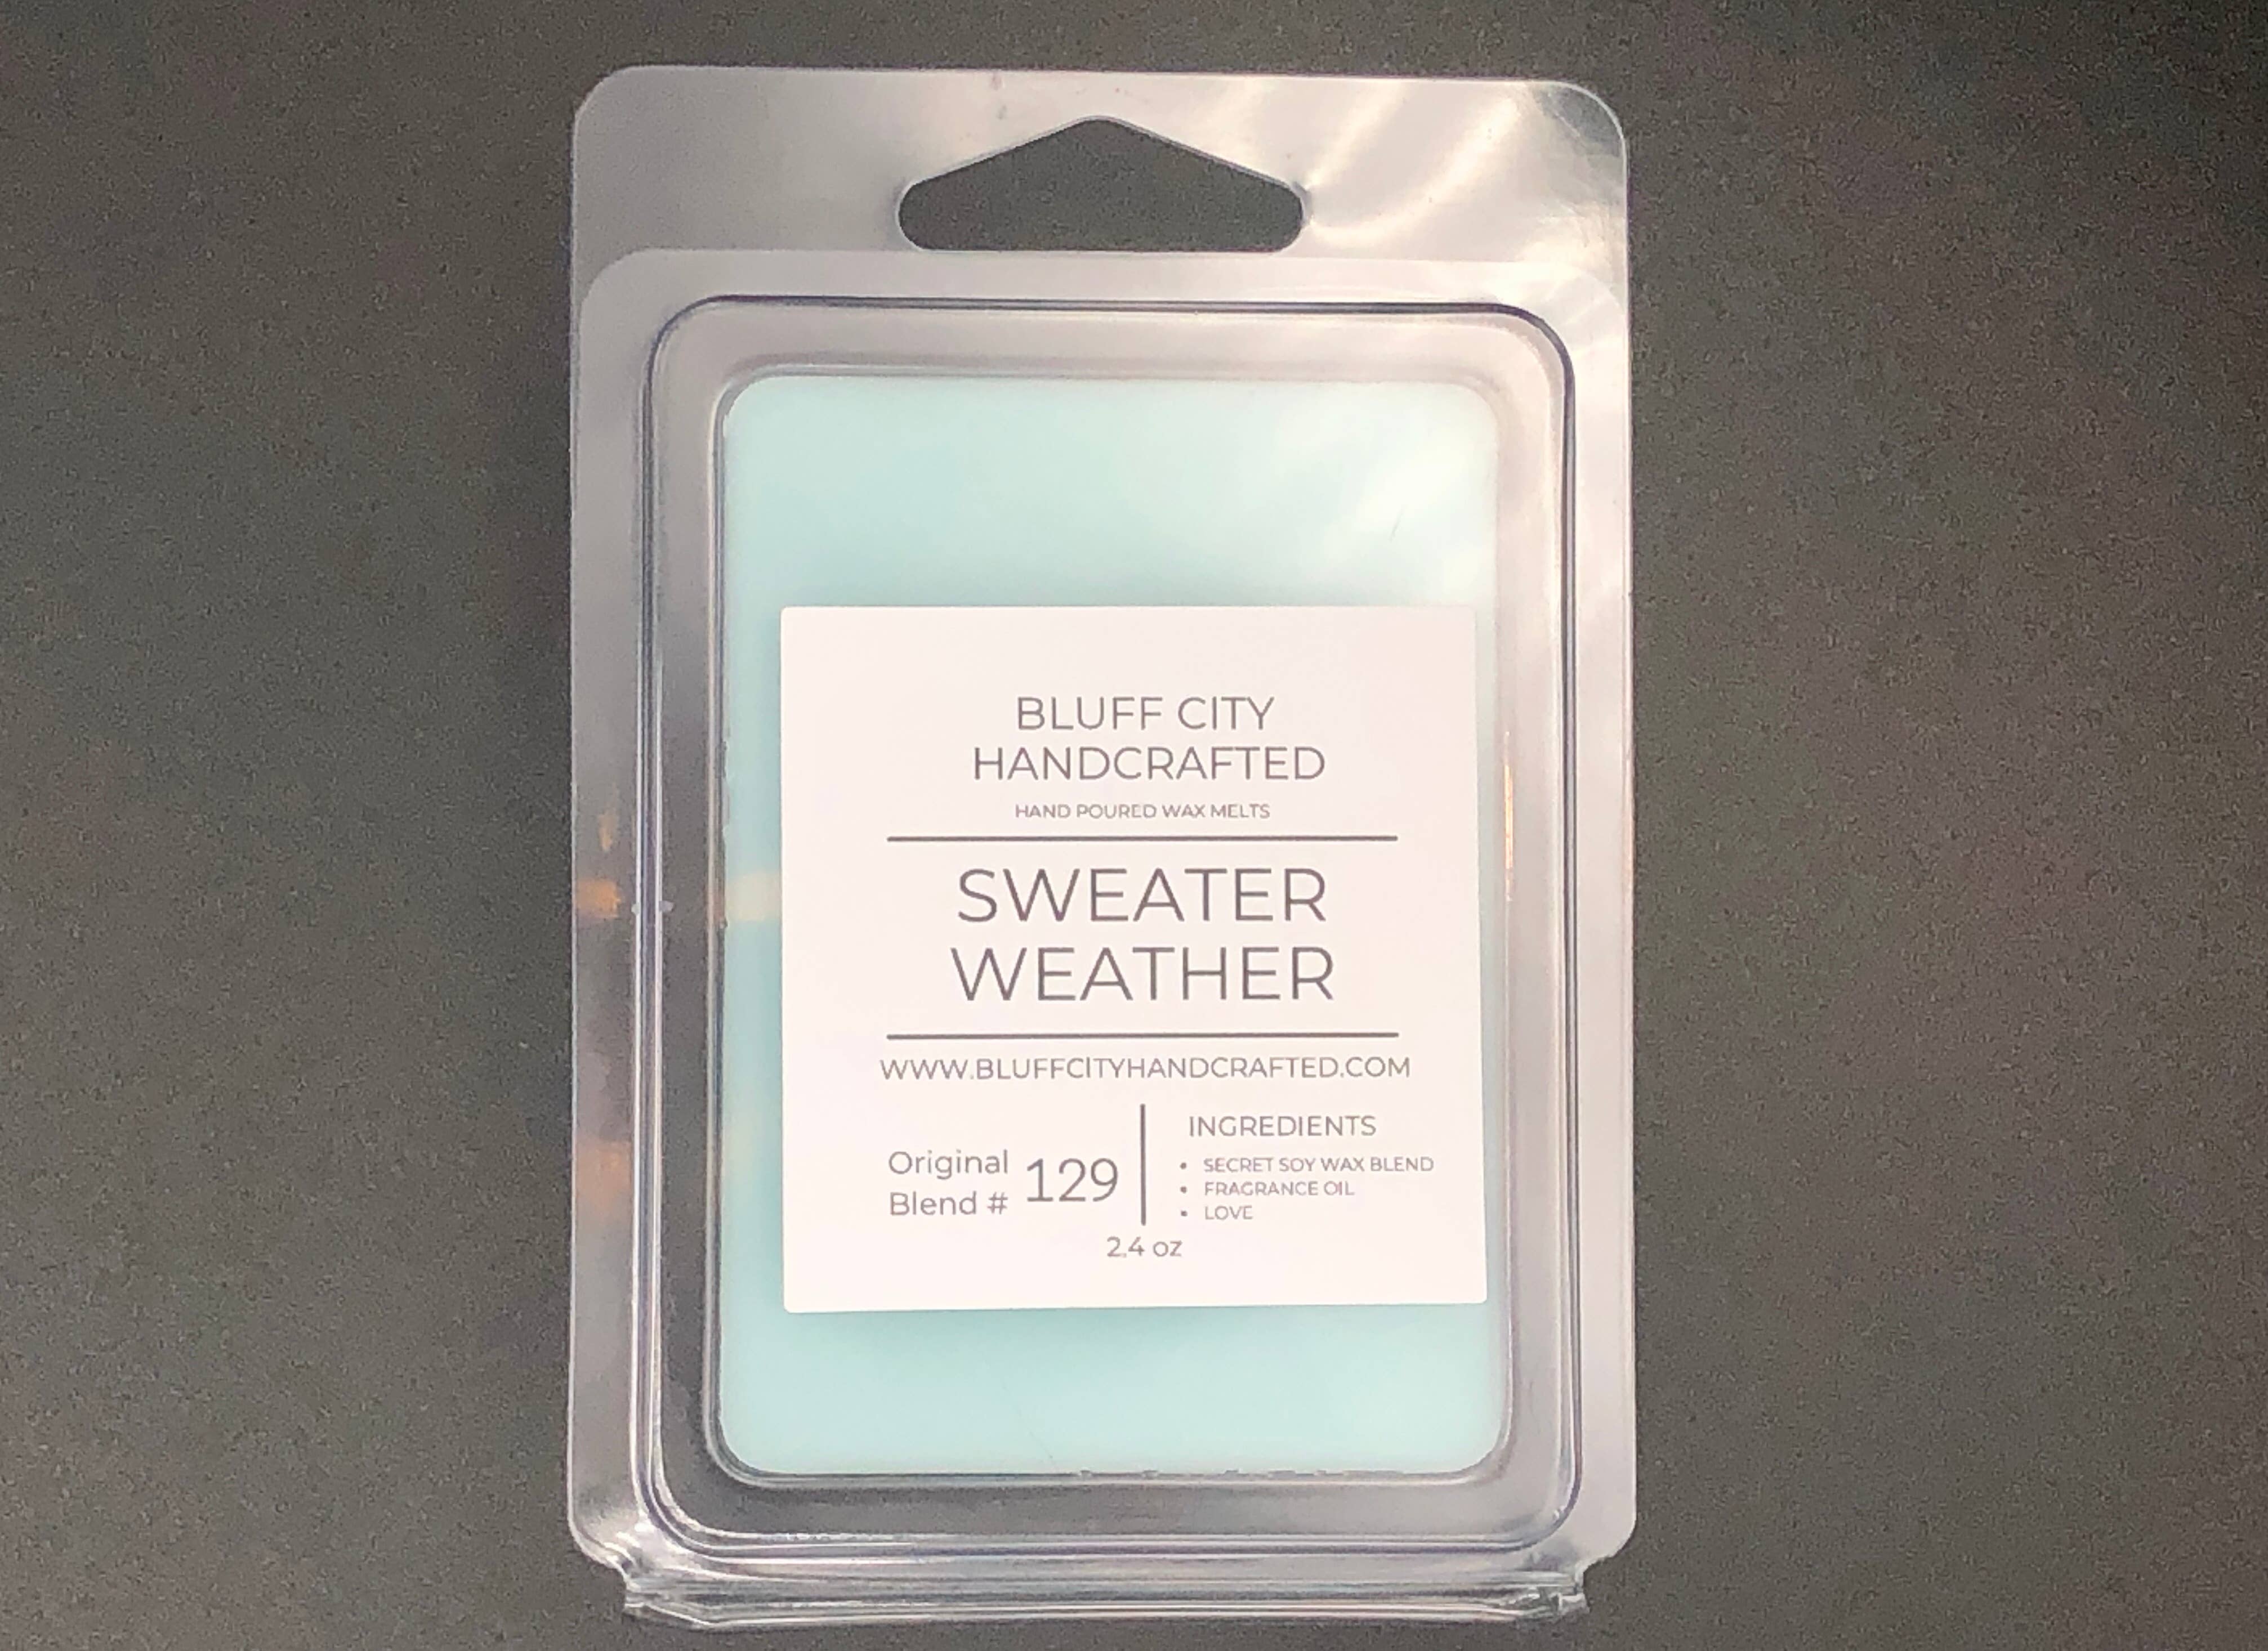 BLUFF CITY
HANDCRAFTED
HAND POURED WAX MELTS
SWEATER
WEATHER
WWW.BLUFFCITYHANDCRAFTED.COM
Original
Blend # 129
INGREDIENTS
• SECRET SOY WAX BLEND
• FRAGRANCE OIL
• LOVE
2.4 oz